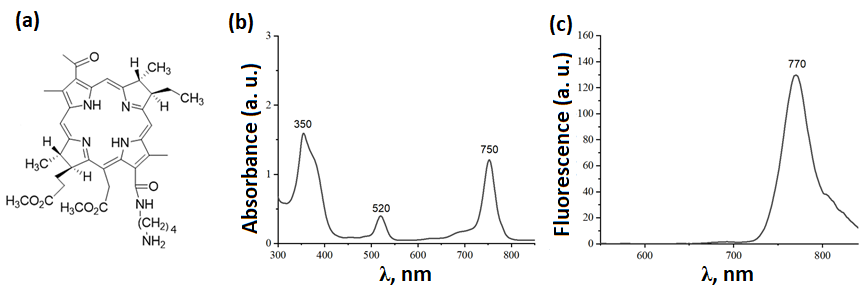 (a)
O
H
CH₃
NH
N
CH₃
H
N
HN
H
H₃C
H
H₃CO₂C
H₃CO₂C
O
NH
(CH₂)₄
NH₂
(b)
Absorbance (a. u.)
3
2
1
0
350
520
750
300 400 500 600 700 800
λ, nm
(c)
Fluorescence (a. u.)
160
140
120
100
80
60
40
20
0
770
600 700 800
λ, nm